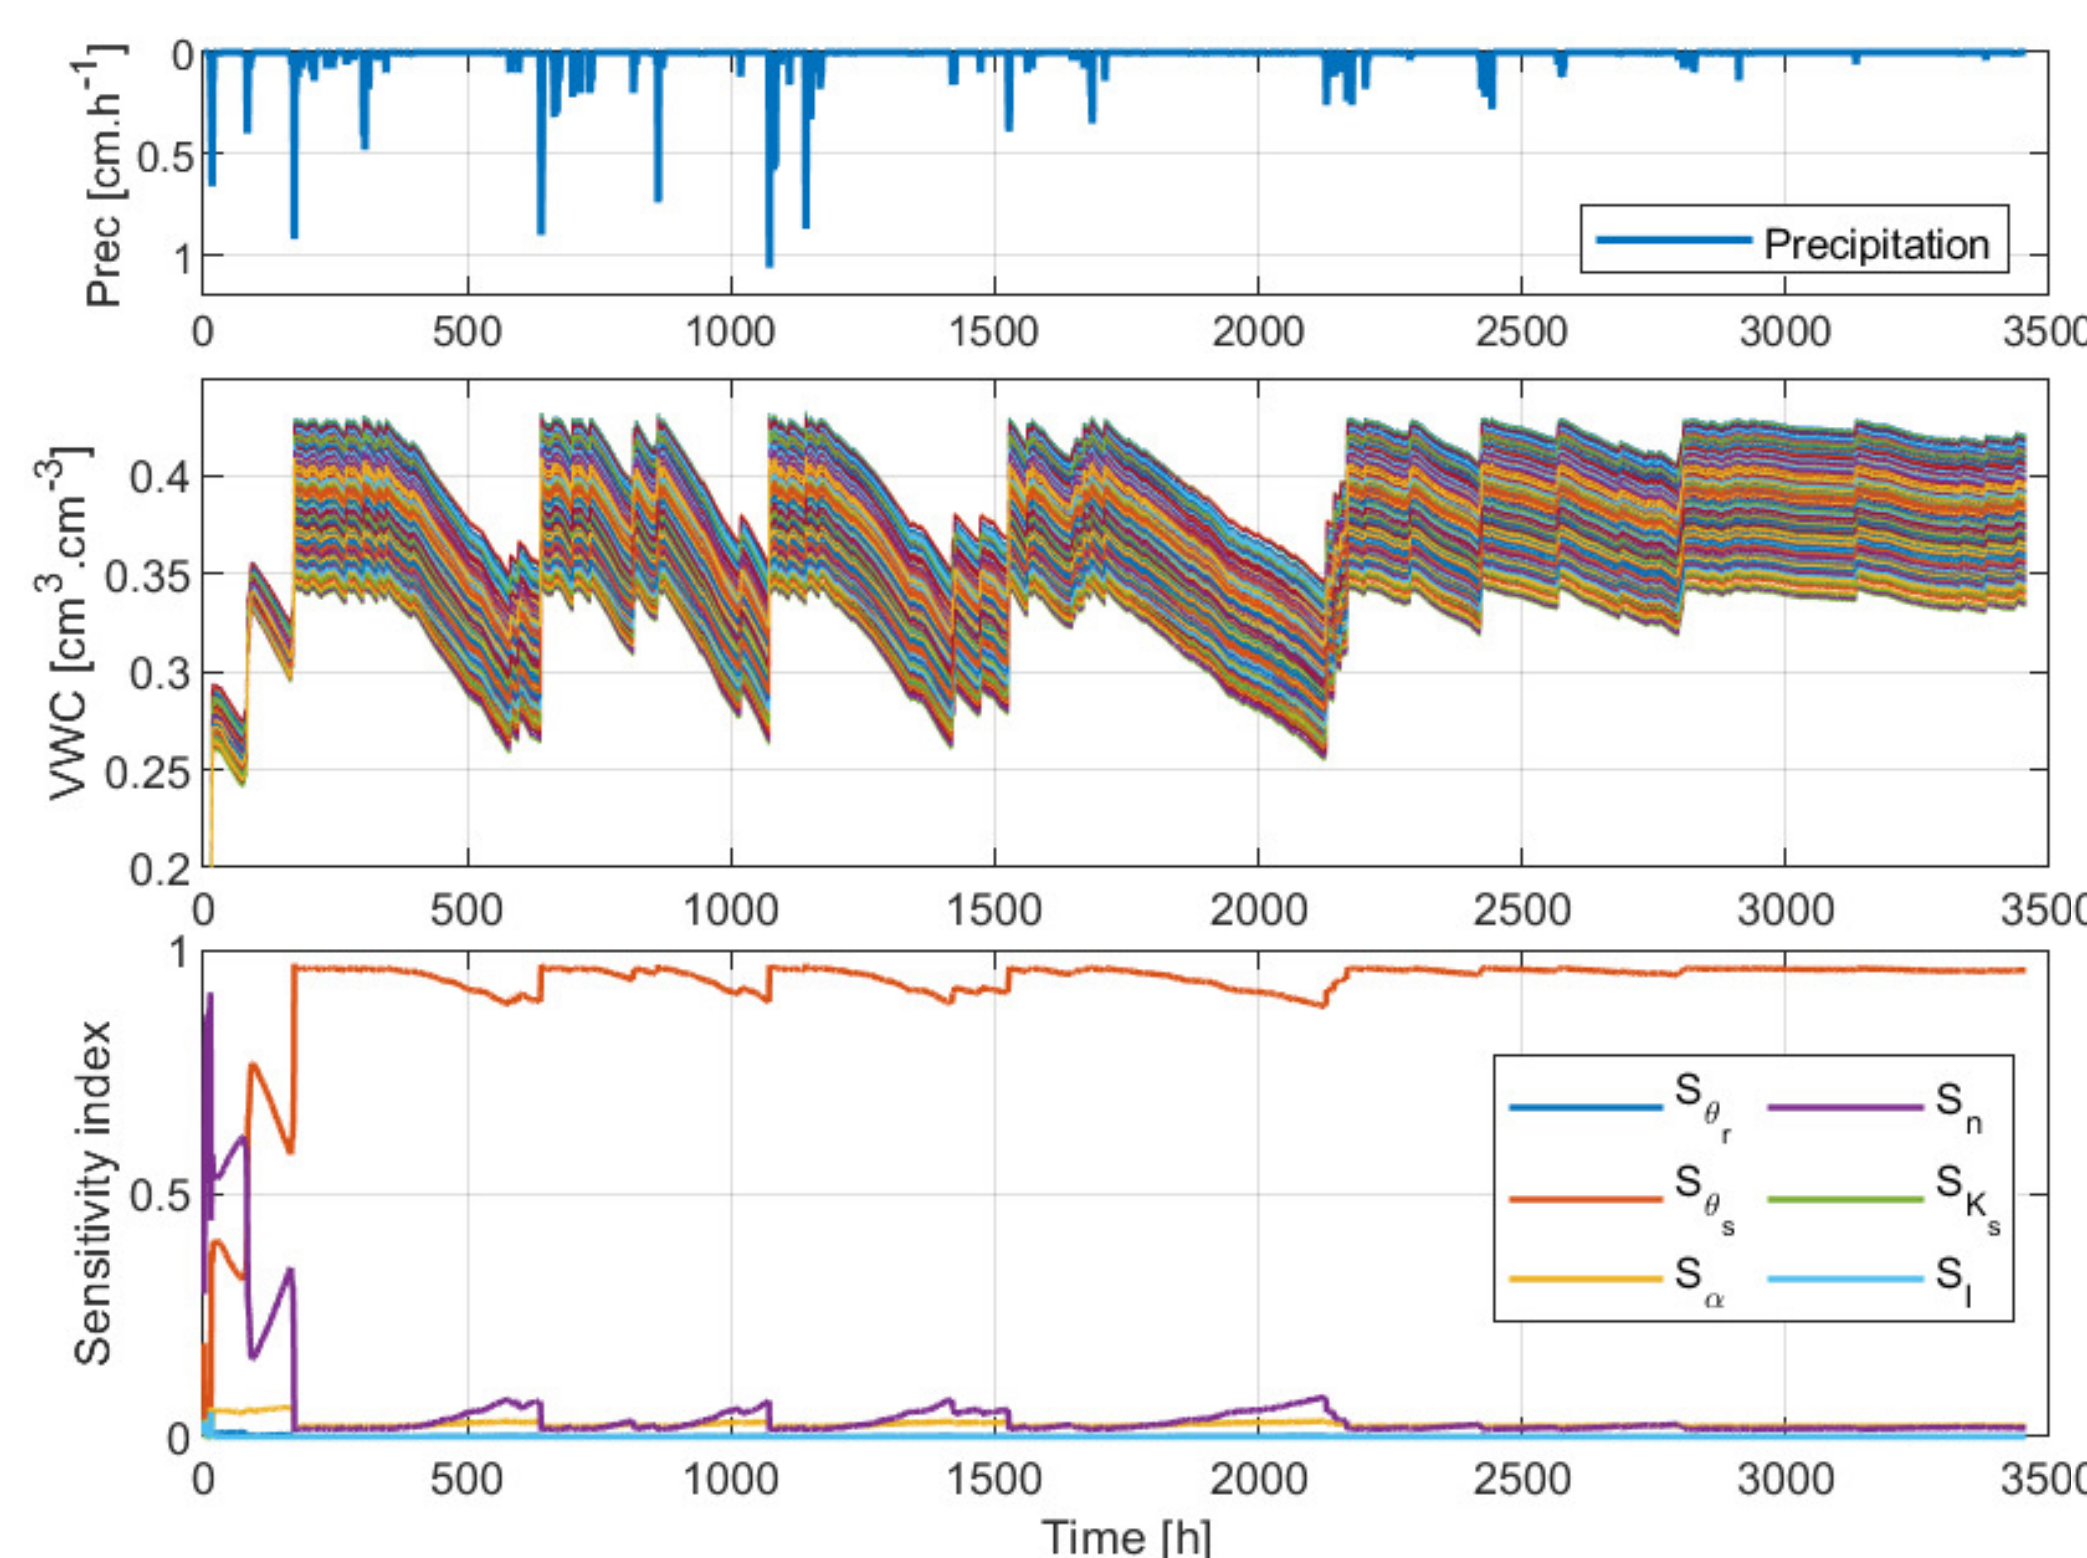 Prec [cm.h-1]
0
0.5
1
Precipitation
0 500 1000 1500 2000 2500 3000 3500
VWC [cm3.cm-3]
0.4
0.35
0.3
0.25
0.2
0 500 1000 1500 2000 2500 3000 3500
Sensitivity index
1
0.5
0
Sθr Sn
Sθs SKs
Sα Sl
0 500 1000 1500 2000 2500 3000 3500
Time [h]